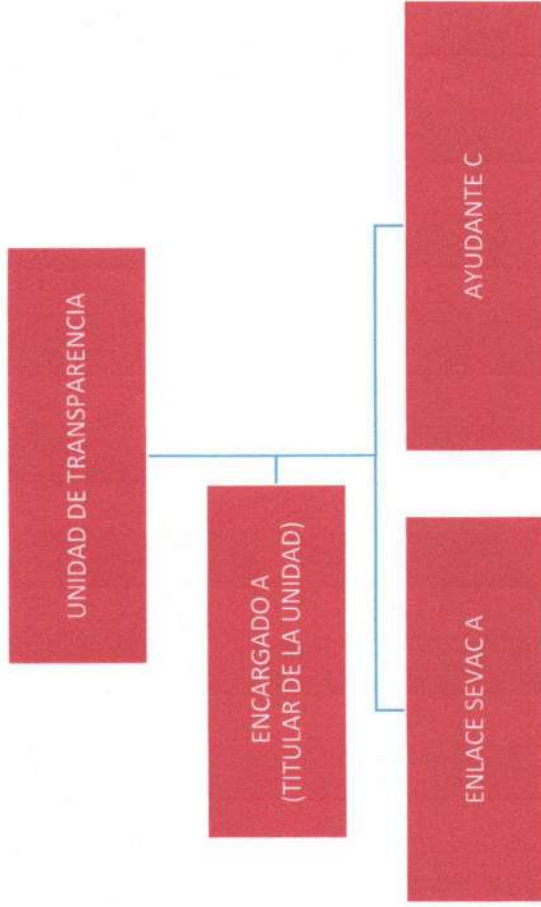 UNIDAD DE TRANSPARENCIA
ENCARGADO A
(TITULAR DE LA UNIDAD)
ENLACE SEVAC A
AYUDANTE C